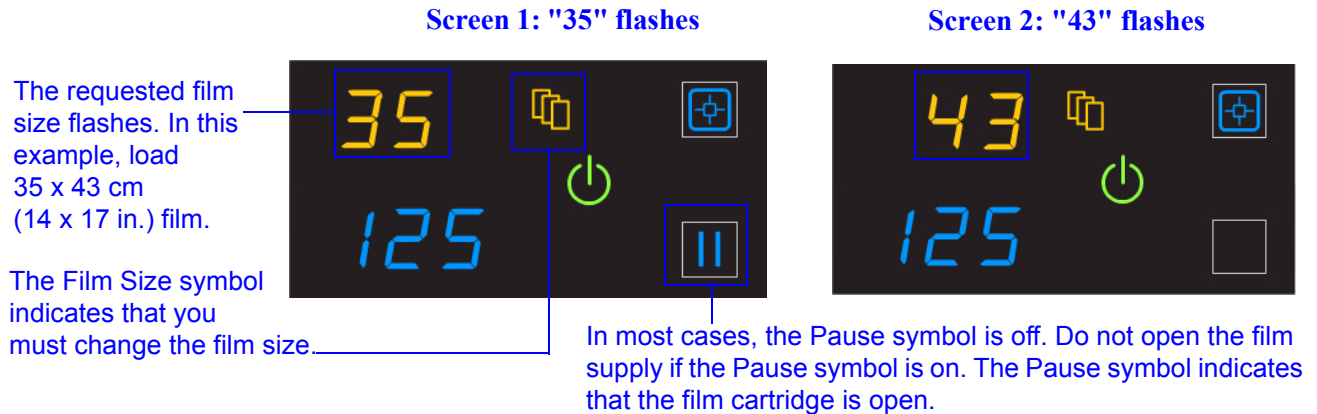 Screen 1: "35" flashes
Screen 2: "43" flashes
The requested film
size flashes. In this
example, load
35 x 43 cm
(14 x 17 in.) film.
The Film Size symbol
indicates that you
must change the film size.
35
125
43
125
In most cases, the Pause symbol is off. Do not open the film
supply if the Pause symbol is on. The Pause symbol indicates
that the film cartridge is open.